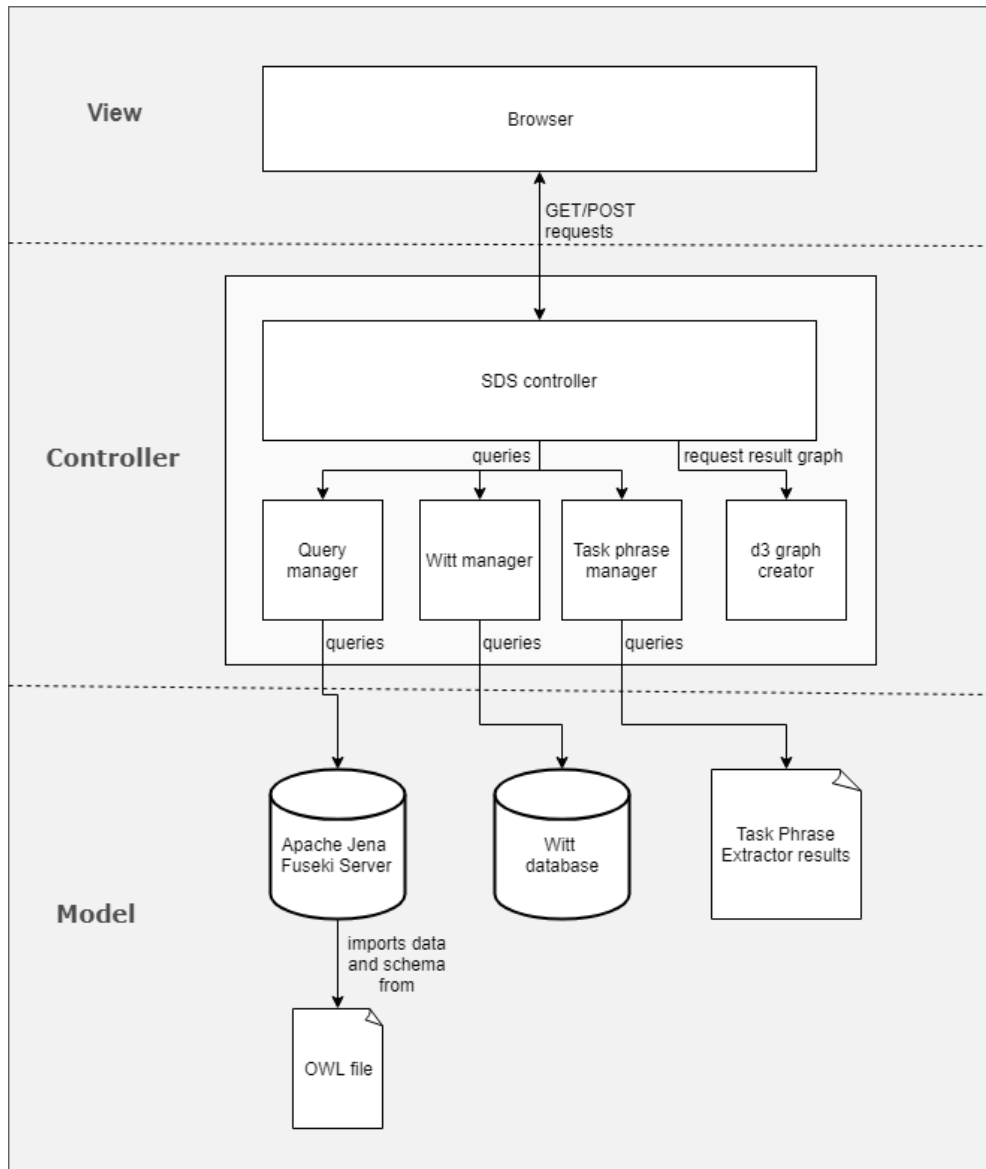 View
Browser
GET/POST
requests
Controller
SDS controller
queries
request result graph
Query
manager
Witt manager
Task phrase
manager
d3 graph
creator
queries
queries
queries
Model
Apache Jena
Fuseki Server
Witt
database
Task Phrase
Extractor results
imports data
and schema
from
OWL file